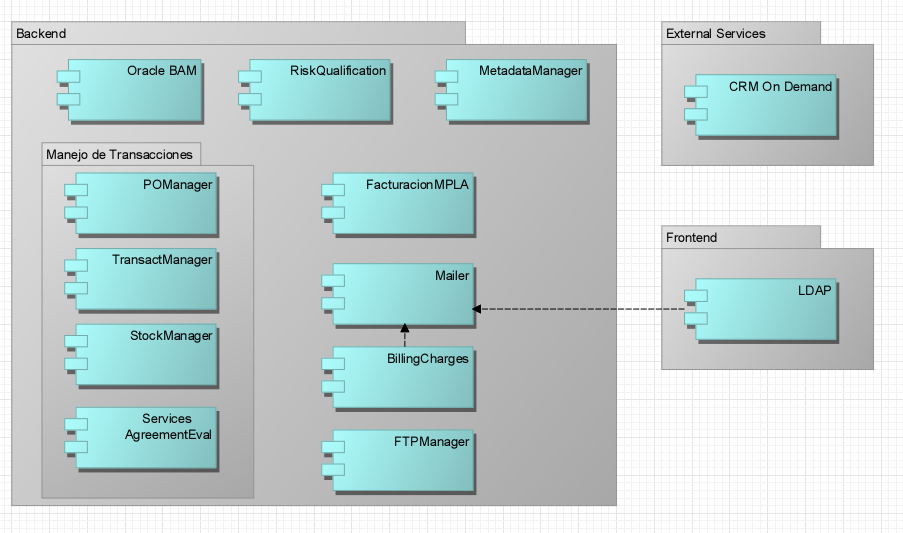 Backend
Oracle BAM
RiskQualification
MetadataManager
Manejo de Transacciones
POManager
TransactManager
StockManager
Services
AgreementEval
FacturacionMPLA
Mailer
BillingCharges
FTPManager
External Services
CRM On Demand
Frontend
LDAP